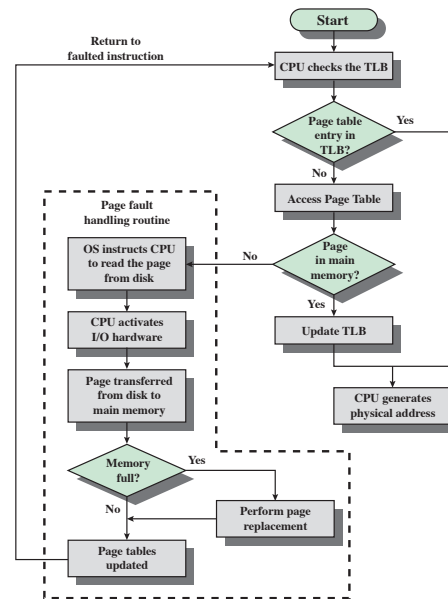 Start
Return to
faulted instruction
CPU checks the TLB
Page table
entry in
TLB?
Yes
No
Access Page Table
Page fault
handling routine
OS instructs CPU
to read the page
from disk
No
Page
in main
memory?
Yes
CPU activates
I/O hardware
Update TLB
Page transferred
from disk to
main memory
CPU generates
physical address
Memory
full?
Yes
No
Perform page
replacement
Page tables
updated